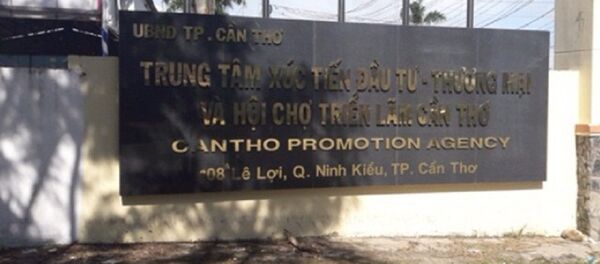 UBND TP. CẦN THƠ
TRUNG TÂM XÚC TIẾN ĐẦU TƯ - THƯƠNG MẠI
VÀ HỘI CHỢ TRIỂN LÃM CẦN THƠ
CANTHO PROMOTION AGENCY
Lê Lợi, Q. Ninh Kiều, TP. Cần Thơ